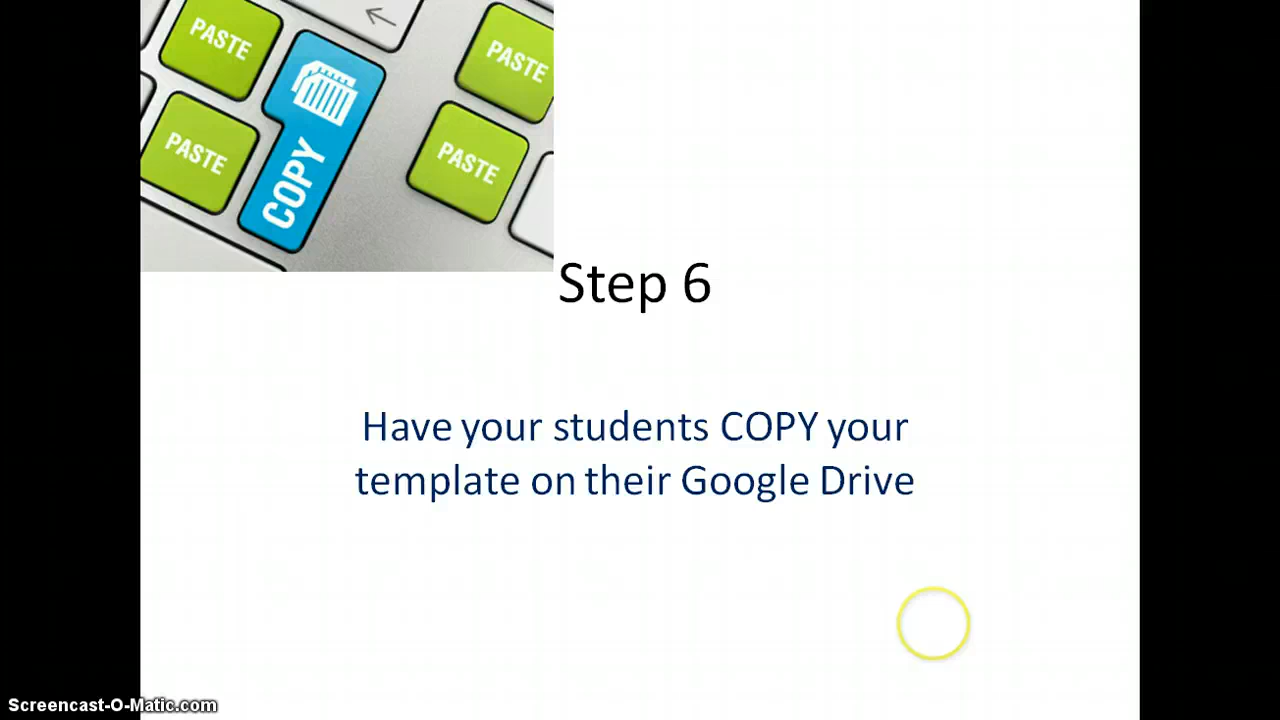 PASTE
PASTE
PASTE
COPY
PASTE
Step 6
Have your students COPY your
template on their Google Drive
Screencast-O-Matic.com